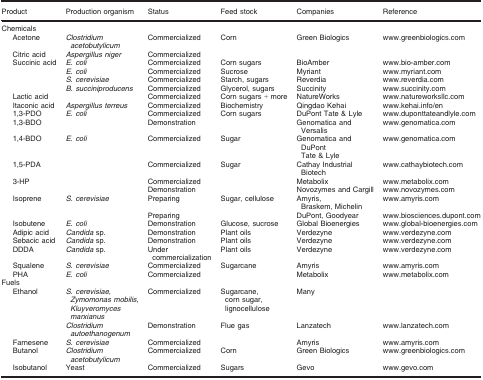 Product Production organism Status Feed stock Companies Reference
Chemicals
Acetone Clostridium Commercialized Corn Green Biologics www.greenbiologics.com
acetobutylicum
Citric acid Aspergillus niger Commercialized
Succinic acid E. coli Commercialized Corn sugars BioAmber www.bio-amber.com
E. coli Commercialized Sucrose Myriant www.myriant.com
S. cerevisiae Commercialized Starch, sugars Reverdia www.reverdia.com
B. succiniproducens Commercialized Glycerol, sugars Succinity www.succinity.com
Lactic acid Commercialized Corn sugars + more NatureWorks www.natureworksllc.com
Itaconic acid Aspergillus terreus Commercialized Biochemistry Qingdao Kehai www.kehai.info/en
1,3-PDO E. coli Commercialized Corn sugars DuPont Tate & Lyle www.duponttateandlyle.com
1,3-BDO Demonstration Genomatica and www.genomatica.com
Versalis
1,4-BDO E. coli Commercialized Sugar Genomatica and www.genomatica.com
DuPont
Tate & Lyle
1,5-PDA Commercialized Sugar Cathay Industrial www.cathaybiotech.com
Biotech
3-HP Commercialized Metabolix www.metabolix.com
Demonstration Novozymes and Cargill www.novozymes.com
Isoprene S. cerevisiae Preparing Sugar, cellulose Amyris, www.amyris.com
Braskem, Michelin
Preparing DuPont, Goodyear www.biosciences.dupont.com
Isobutene E. coli Demonstration Glucose, sucrose Global Bioenergies www.global-bioenergies.com
Adipic acid Candida sp. Demonstration Plant oils Verdezyne www.verdezyne.com
Sebacic acid Candida sp. Demonstration Plant oils Verdezyne www.verdezyne.com
DDDA Candida sp. Under Plant oils Verdezyne www.verdezyne.com
commercialization
Squalene S. cerevisiae Commercialized Sugarcane Amyris www.amyris.com
PHA E. coli Commercialized Metabolix www.metabolix.com
Fuels
Ethanol S. cerevisiae, Commercialized Sugarcane, Many
Zymomonas mobilis, corn sugar,
Kluyveromyces lignocellulose
marxianus
Clostridium Demonstration Flue gas Lanzatech www.lanzatech.com
autoethanogenum
Farnesene S. cerevisiae Commercialized Amyris www.amyris.com
Butanol Clostridium Commercialized Corn Green Biologics www.greenbiologics.com
acetobutylicum
Isobutanol Yeast Commercialized Sugars Gevo www.gevo.com